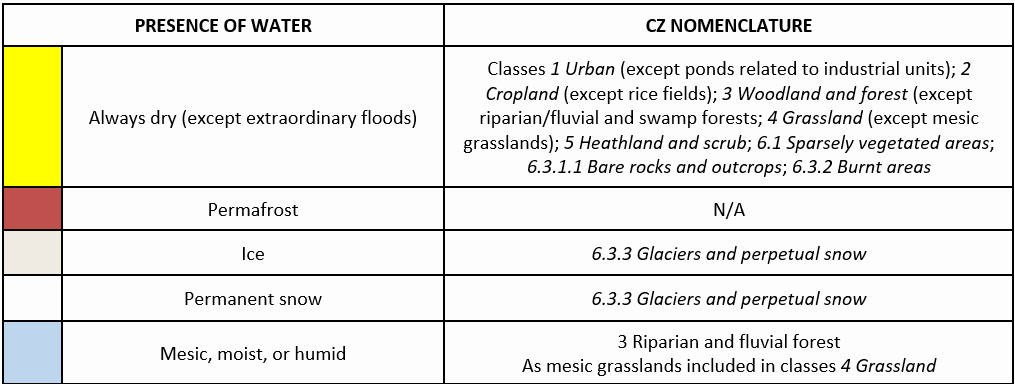 PRESENCE OF WATER
CZ NOMENCLATURE
Always dry (except extraordinary floods)
Classes 1 Urban (except ponds related to industrial units); 2
Cropland (except rice fields); 3 Woodland and forest (except
riparian/fluvial and swamp forests; 4 Grassland (except mesic
grasslands); 5 Heathland and scrub; 6.1 Sparsely vegetated areas;
6.3.1.1 Bare rocks and outcrops; 6.3.2 Burnt areas
Permafrost
N/A
Ice
6.3.3 Glaciers and perpetual snow
Permanent snow
6.3.3 Glaciers and perpetual snow
Mesic, moist, or humid
3 Riparian and fluvial forest
As mesic grasslands included in classes 4 Grassland